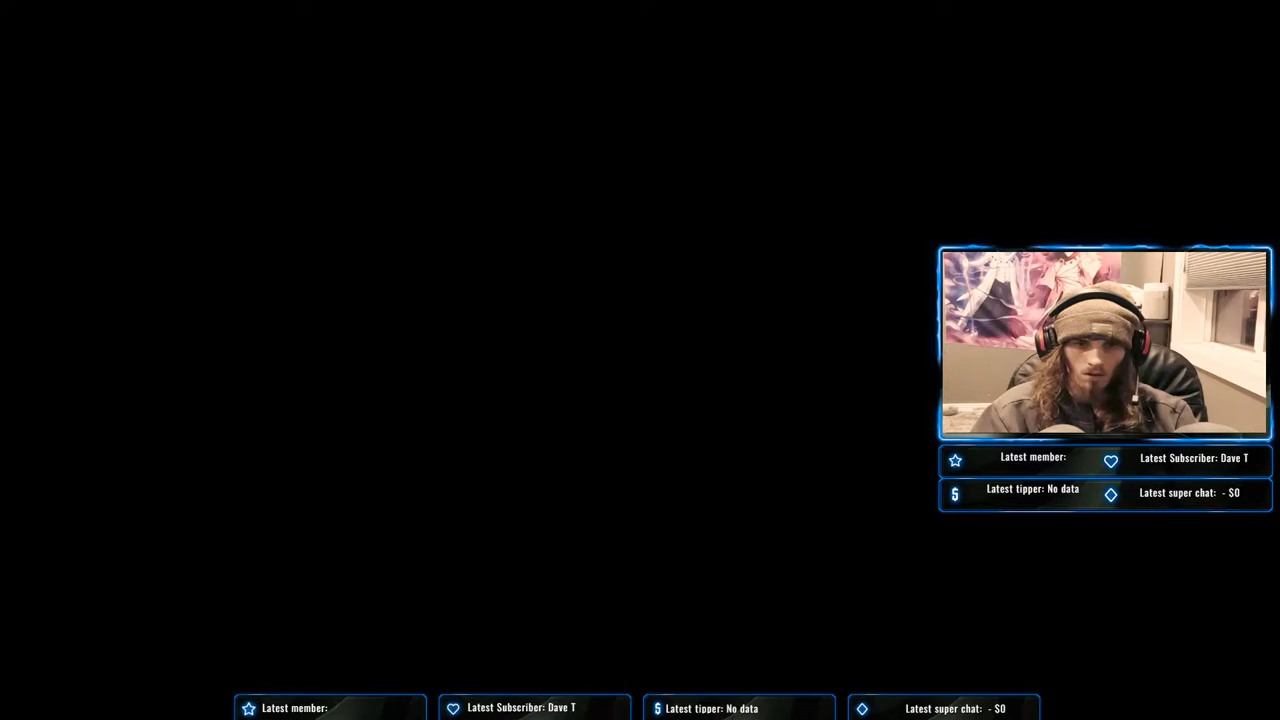 Latest member:
Latest Subscriber: Dave T
Latest tipper: No data
Latest super chat: - $0
Latest member:
Latest Subscriber: Dave T
Latest tipper: No data
Latest super chat: - $0